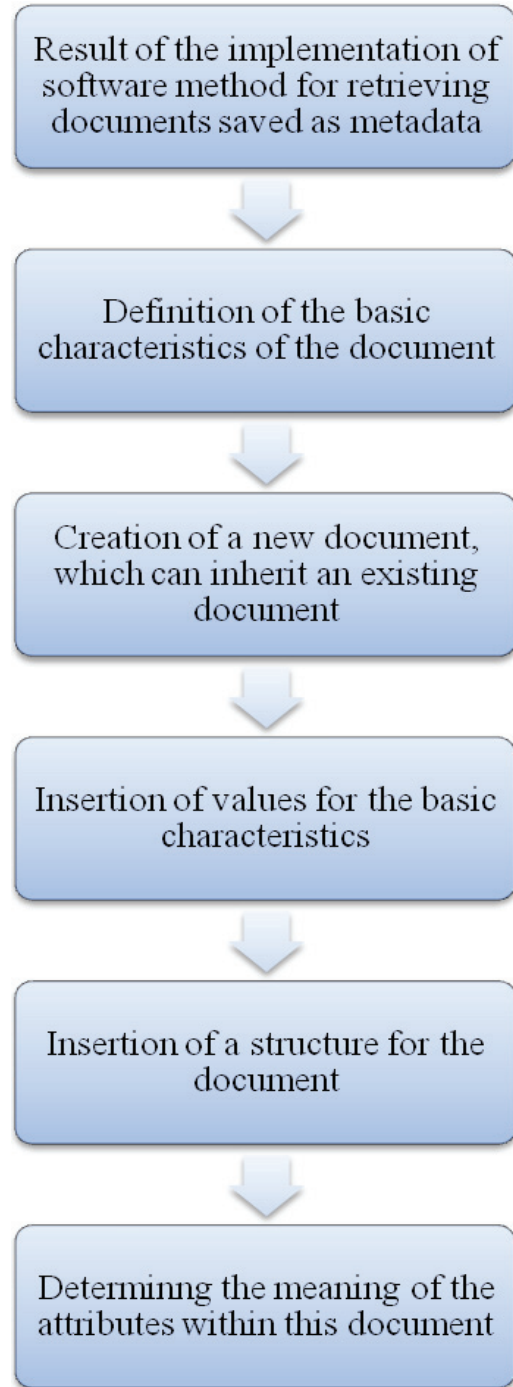 Result of the implementation of
software method for retrieving
documents saved as metadata
Definition of the basic
characteristics of the document
Creation of a new document,
which can inherit an existing
document
Insertion of values for the basic
characteristics
Insertion of a structure for the
document
Determinng the meaning of the
attributes within this document